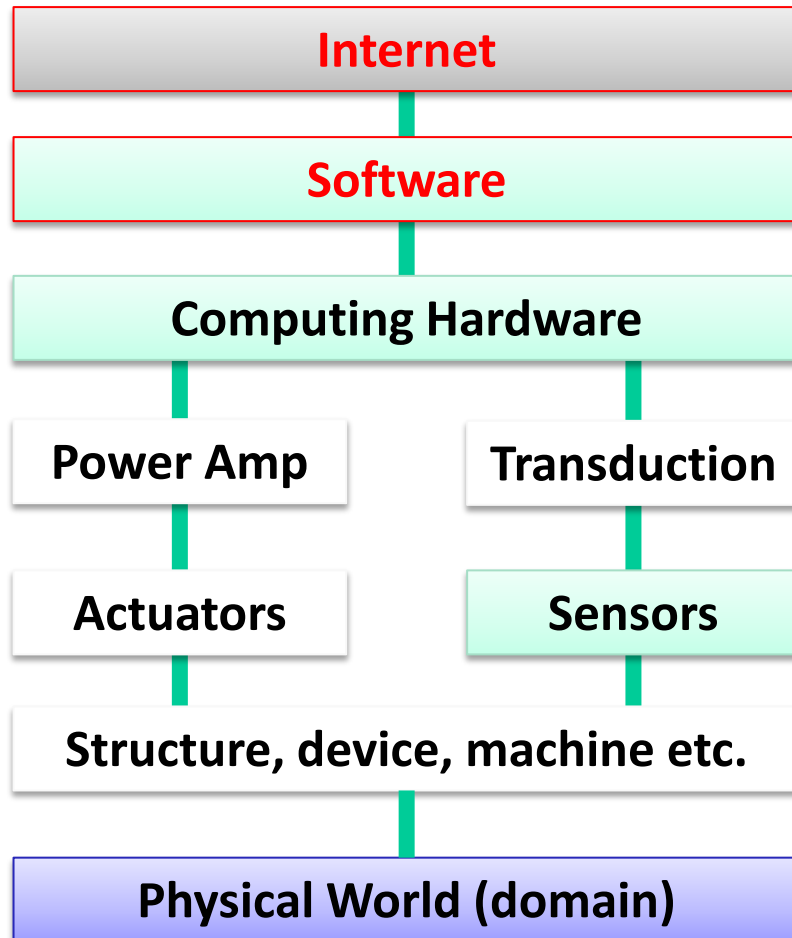 Internet
Software
Computing Hardware
Power Amp
Transduction
Actuators
Sensors
Structure, device, machine etc.
Physical World (domain)